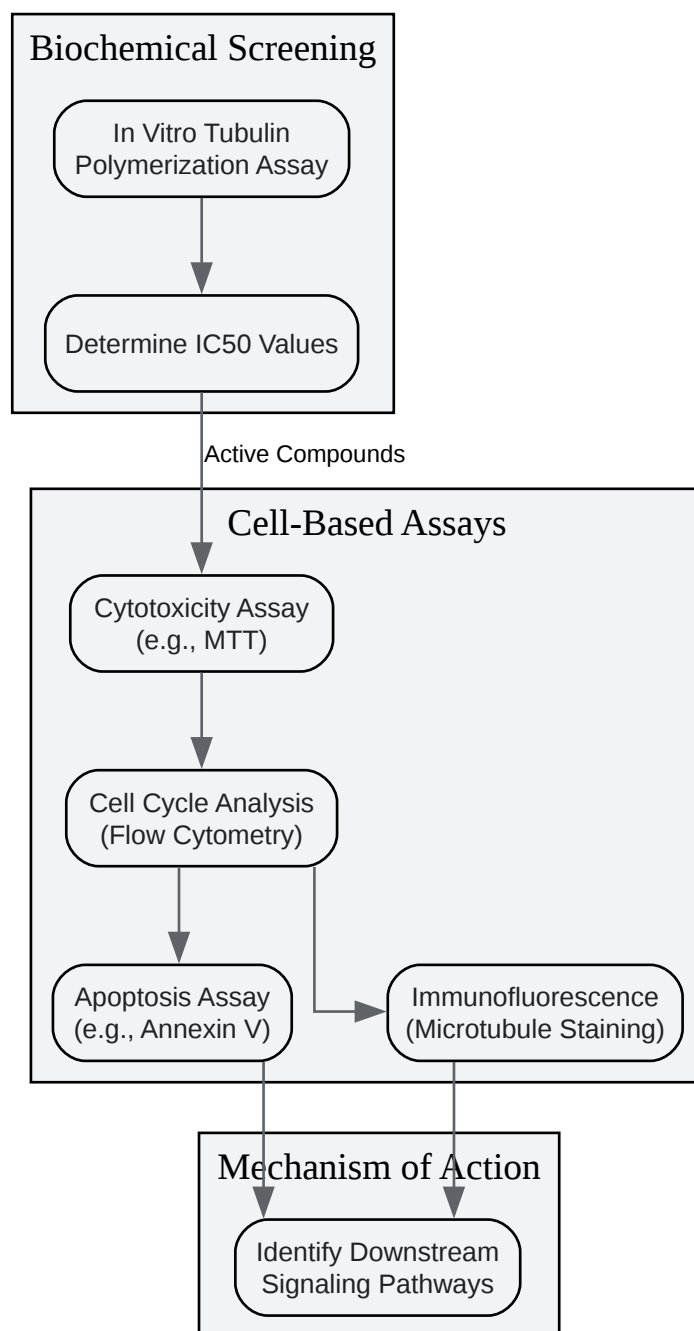 Biochemical Screening
In Vitro Tubulin
Polymerization Assay
Determine IC50 Values
Active Compounds
Cell-Based Assays
Cytotoxicity Assay
(e.g., MTT)
Cell Cycle Analysis
(Flow Cytometry)
Apoptosis Assay
(e.g., Annexin V)
Immunofluorescence
(Microtubule Staining)
Mechanism of Action
Identify Downstream
Signaling Pathways